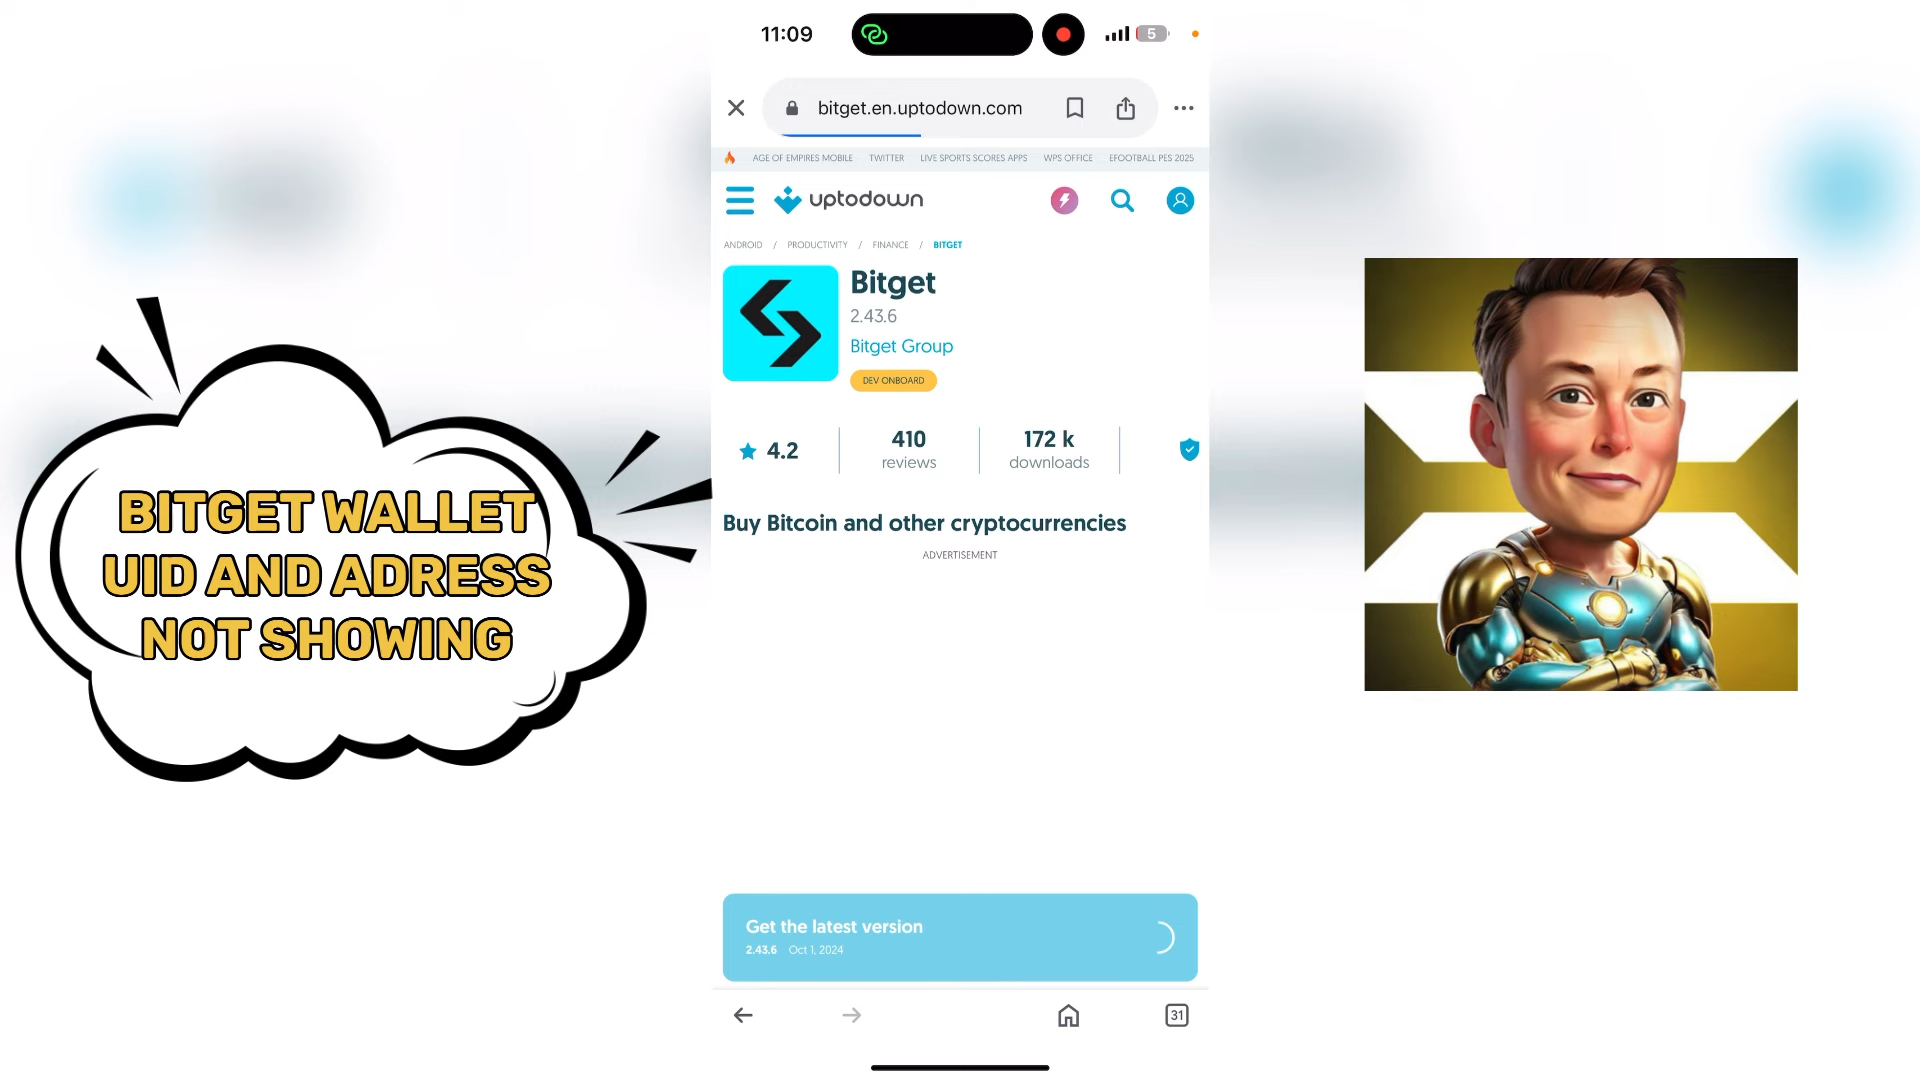 11:09
5
bitget.en.uptodown.com
AGE OF EMPIRES MOBILE TWITTER LIVE SPORTS SCORES APPS WPS OFFICE EFOOTBALL PES 2025
uptodown
ANDROID / PRODUCTIVITY / FINANCE / BITGET
Bitget
2.43.6
Bitget Group
DEV ONBOARD
4.2
410
reviews
172 k
downloads
Buy Bitcoin and other cryptocurrencies
ADVERTISEMENT
BITGET WALLET
UID AND ADRESS
NOT SHOWING
Get the latest version
2.43.6 Oct 1, 2024
31